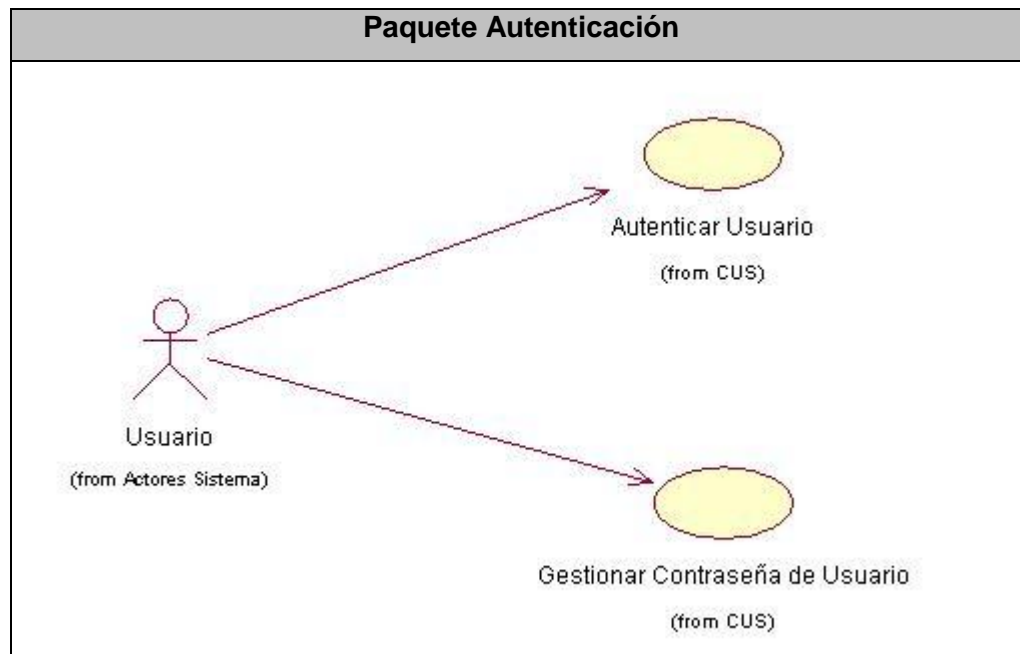 Paquete Autenticación
Autenticar Usuario
(from CUS)
Usuario
(from Actores Sistema)
Gestionar Contraseña de Usuario
(from CUS)